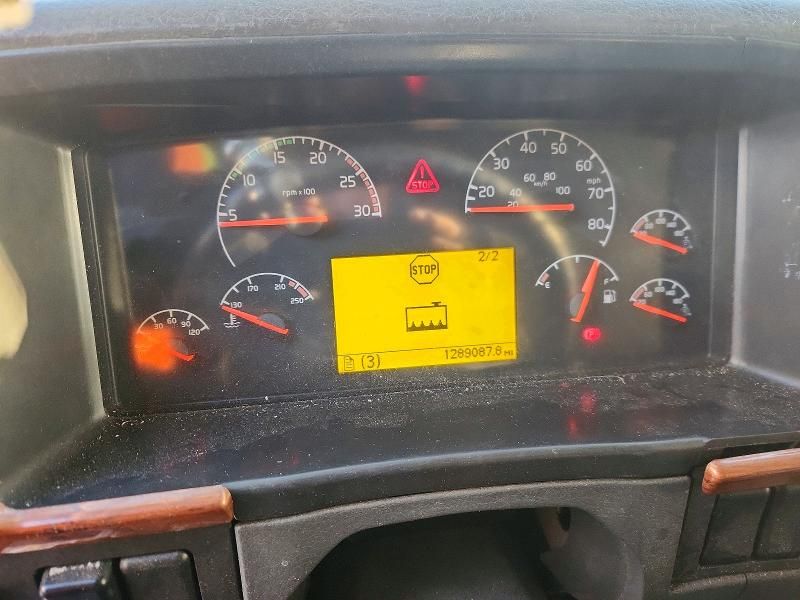 5 10 15 20 25 30
rpm x 100
STOP
20 30 40 50 60 70 80
mph
20 40 60 80 100
km/h
STOP
2/2
(3)
1289087.8 MI
130 170 210 250
30 60 90 120
E F
P